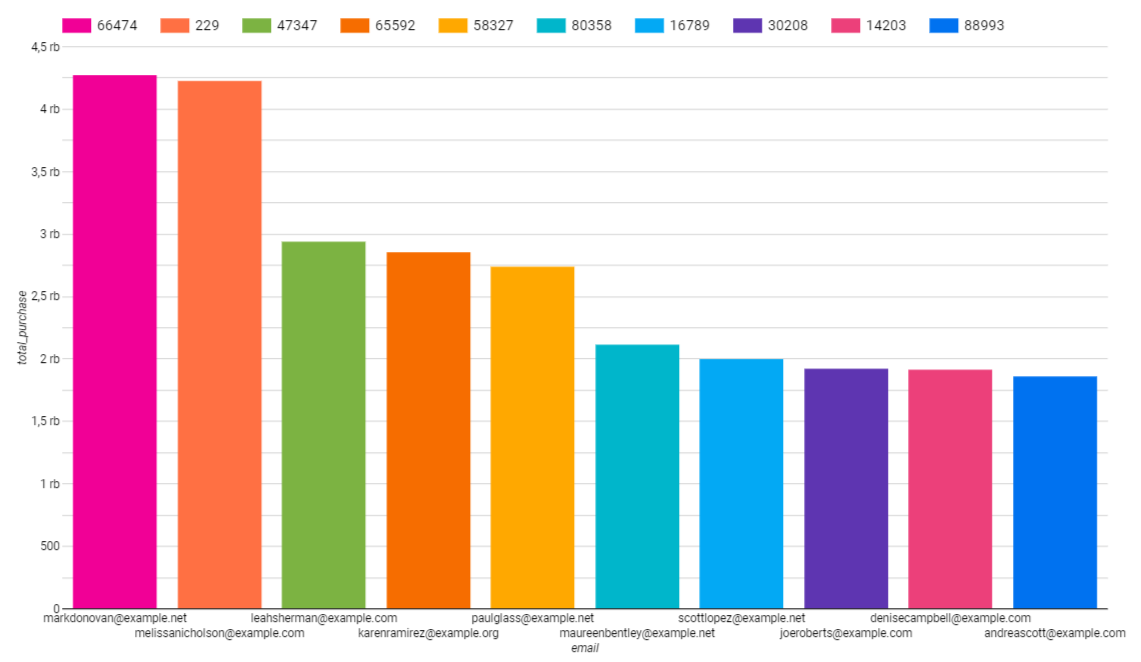 66474 229 47347 65592 58327 80358 16789 30208 14203 88993
4,5 rb
4 rb
3,5 rb
3 rb
2,5 rb
2 rb
1,5 rb
1 rb
500
0
total_purchase
markdonovan@example.net leahsherman@example.com paulglass@example.net scottlopez@example.net denisecampbell@example.com
melissanicholson@example.com karenramirez@example.org maureenbentley@example.net joeroberts@example.com andreascott@example.com
email